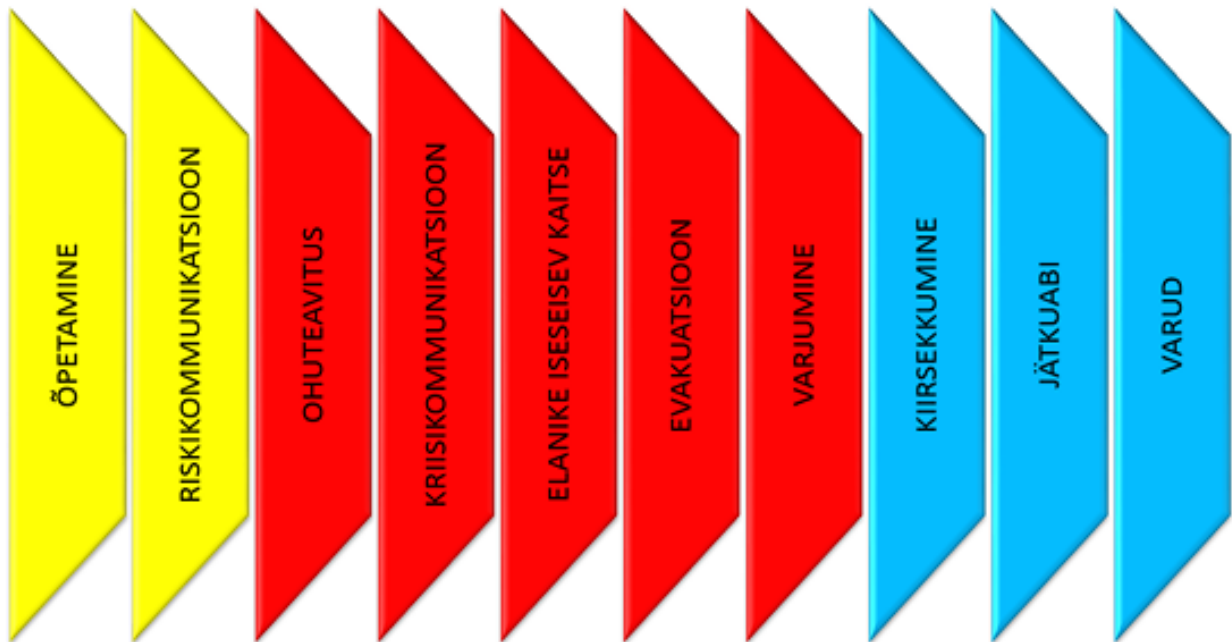 ÕPETAMINE
RISKIKOMMUNIKATSIOON
OHUTEAVITUS
KRIISIKOMMUNIKATSIOON
ELANIKE ISESEISEV KAITSE
EVAKUATSIOON
VARJUMINE
KIIRSEKKUMINE
JÄTKUABI
VARUD